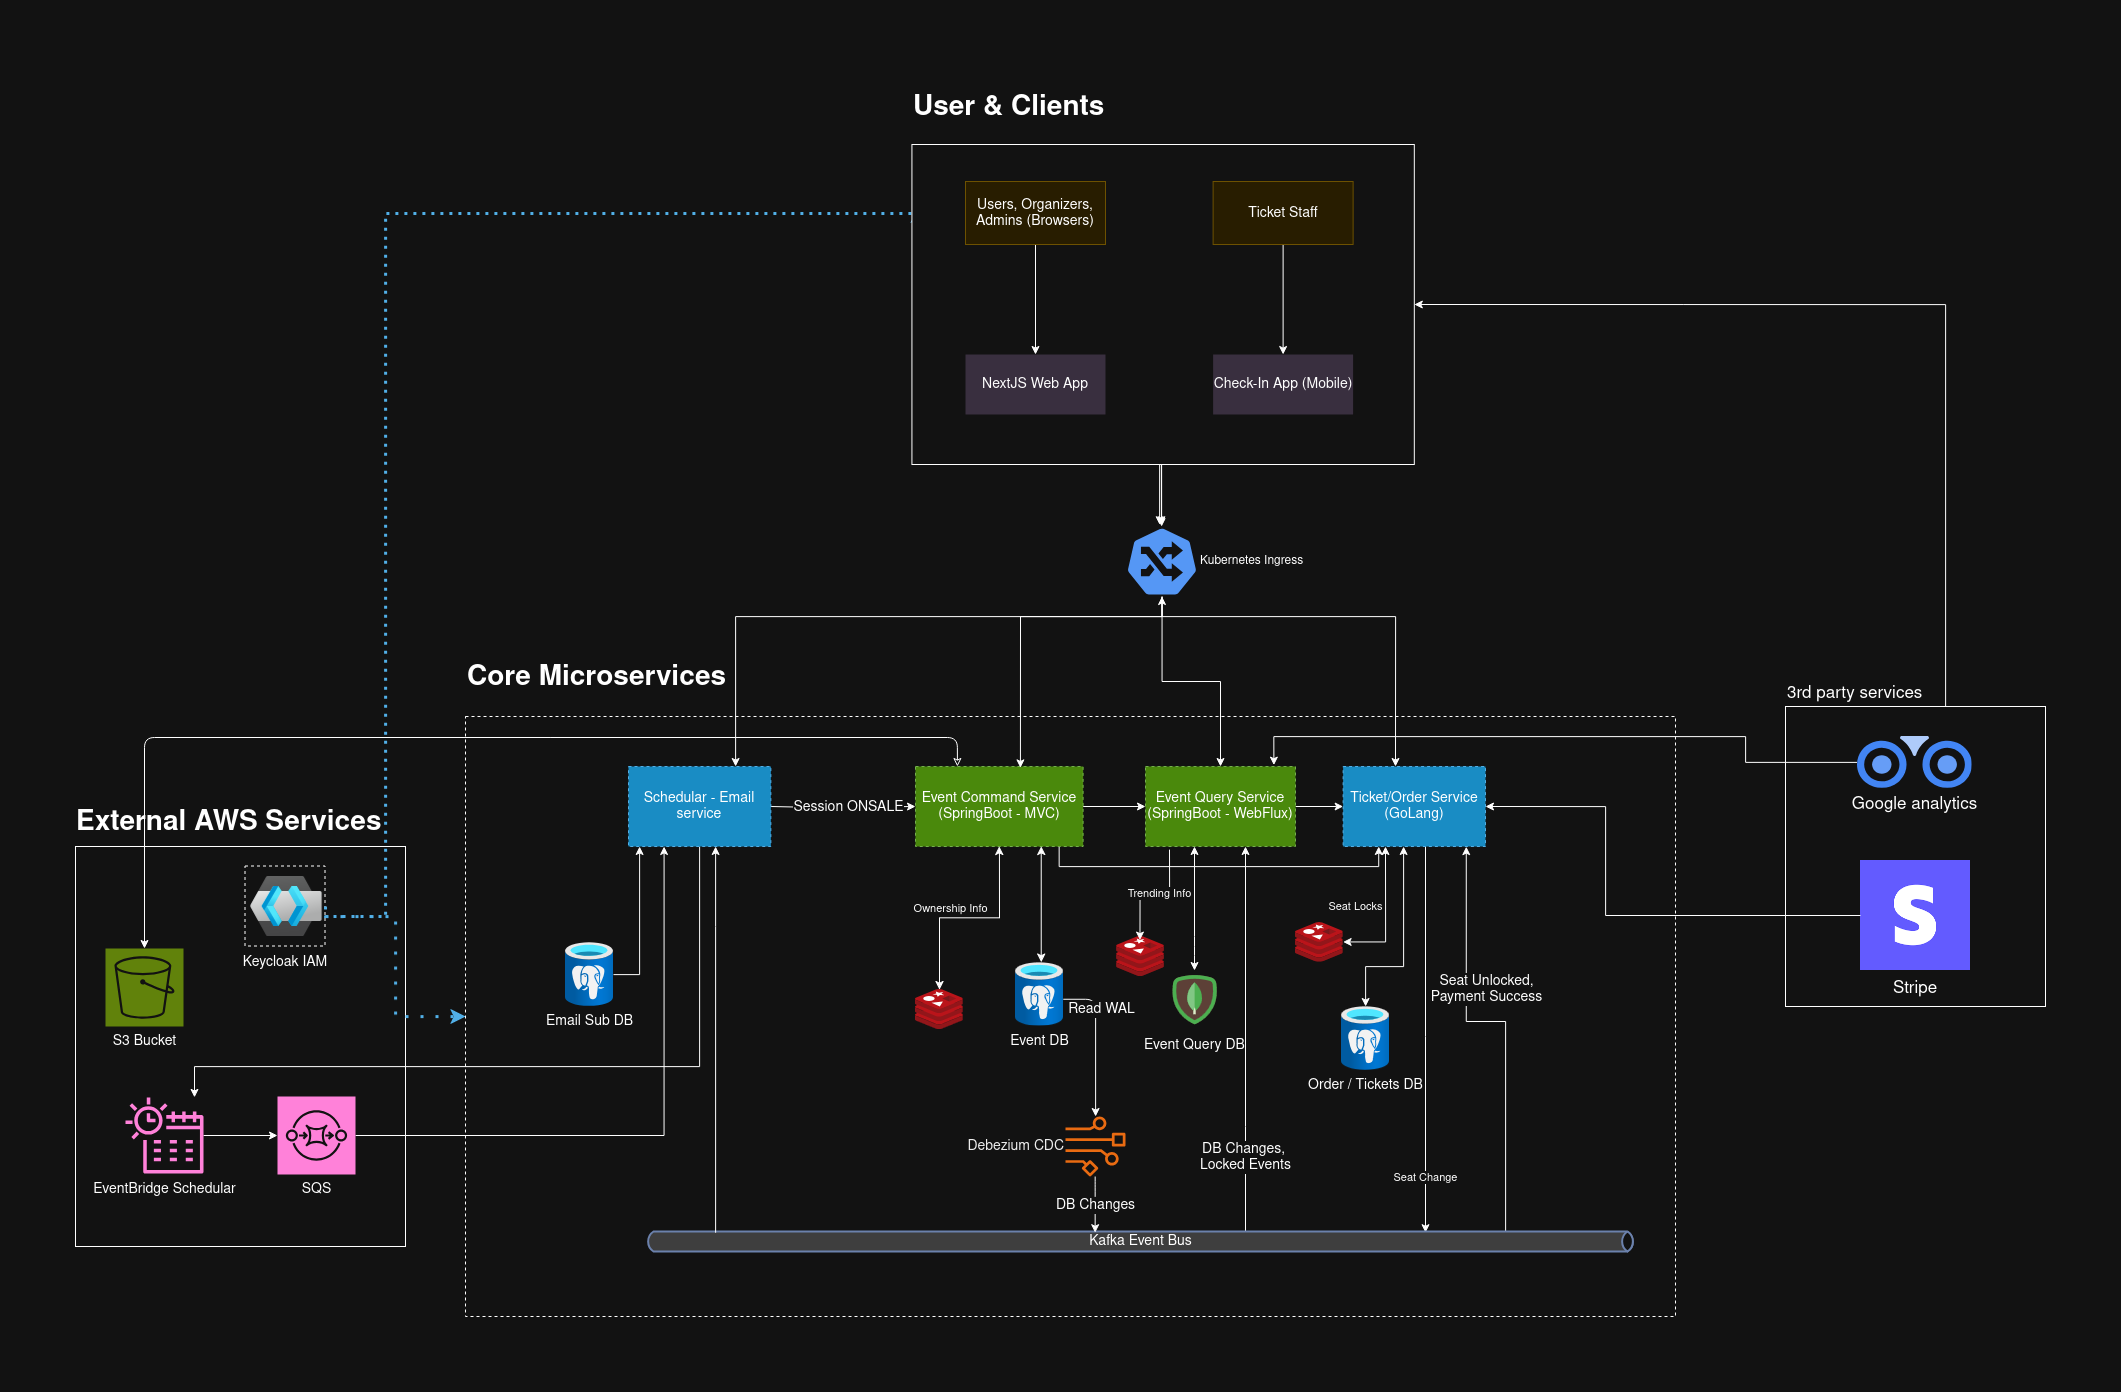 User & Clients
Users, Organizers,
Admins (Browsers)
Ticket Staff
NextJS Web App
Check-In App (Mobile)
Kubernetes Ingress
Core Microservices
3rd party services
Schedular - Email
service
Session ONSALE
Event Command Service
(SpringBoot - MVC)
Event Query Service
(SpringBoot - WebFlux)
Ticket/Order Service
(GoLang)
Google analytics
Stripe
External AWS Services
Keycloak IAM
S3 Bucket
EventBridge Schedular
SQS
Email Sub DB
Ownership Info
Event DB
Read WAL
Trending Info
Event Query DB
Seat Locks
Order / Tickets DB
Seat Unlocked,
Payment Success
Debezium CDC
DB Changes
DB Changes,
Locked Events
Seat Change
Kafka Event Bus